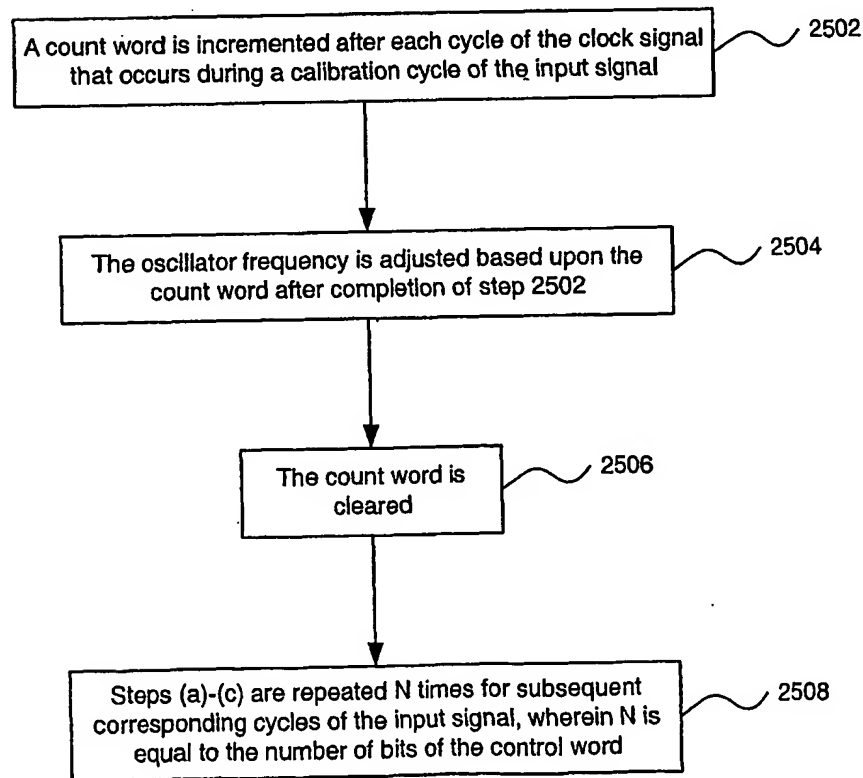 A count word is incremented after each cycle of the clock signal
that occurs during a calibration cycle of the input signal
2502
The oscillator frequency is adjusted based upon the
count word after completion of step 2502
2504
The count word is
cleared
2506
Steps (a)-(c) are repeated N times for subsequent
corresponding cycles of the input signal, wherein N is
equal to the number of bits of the control word
2508